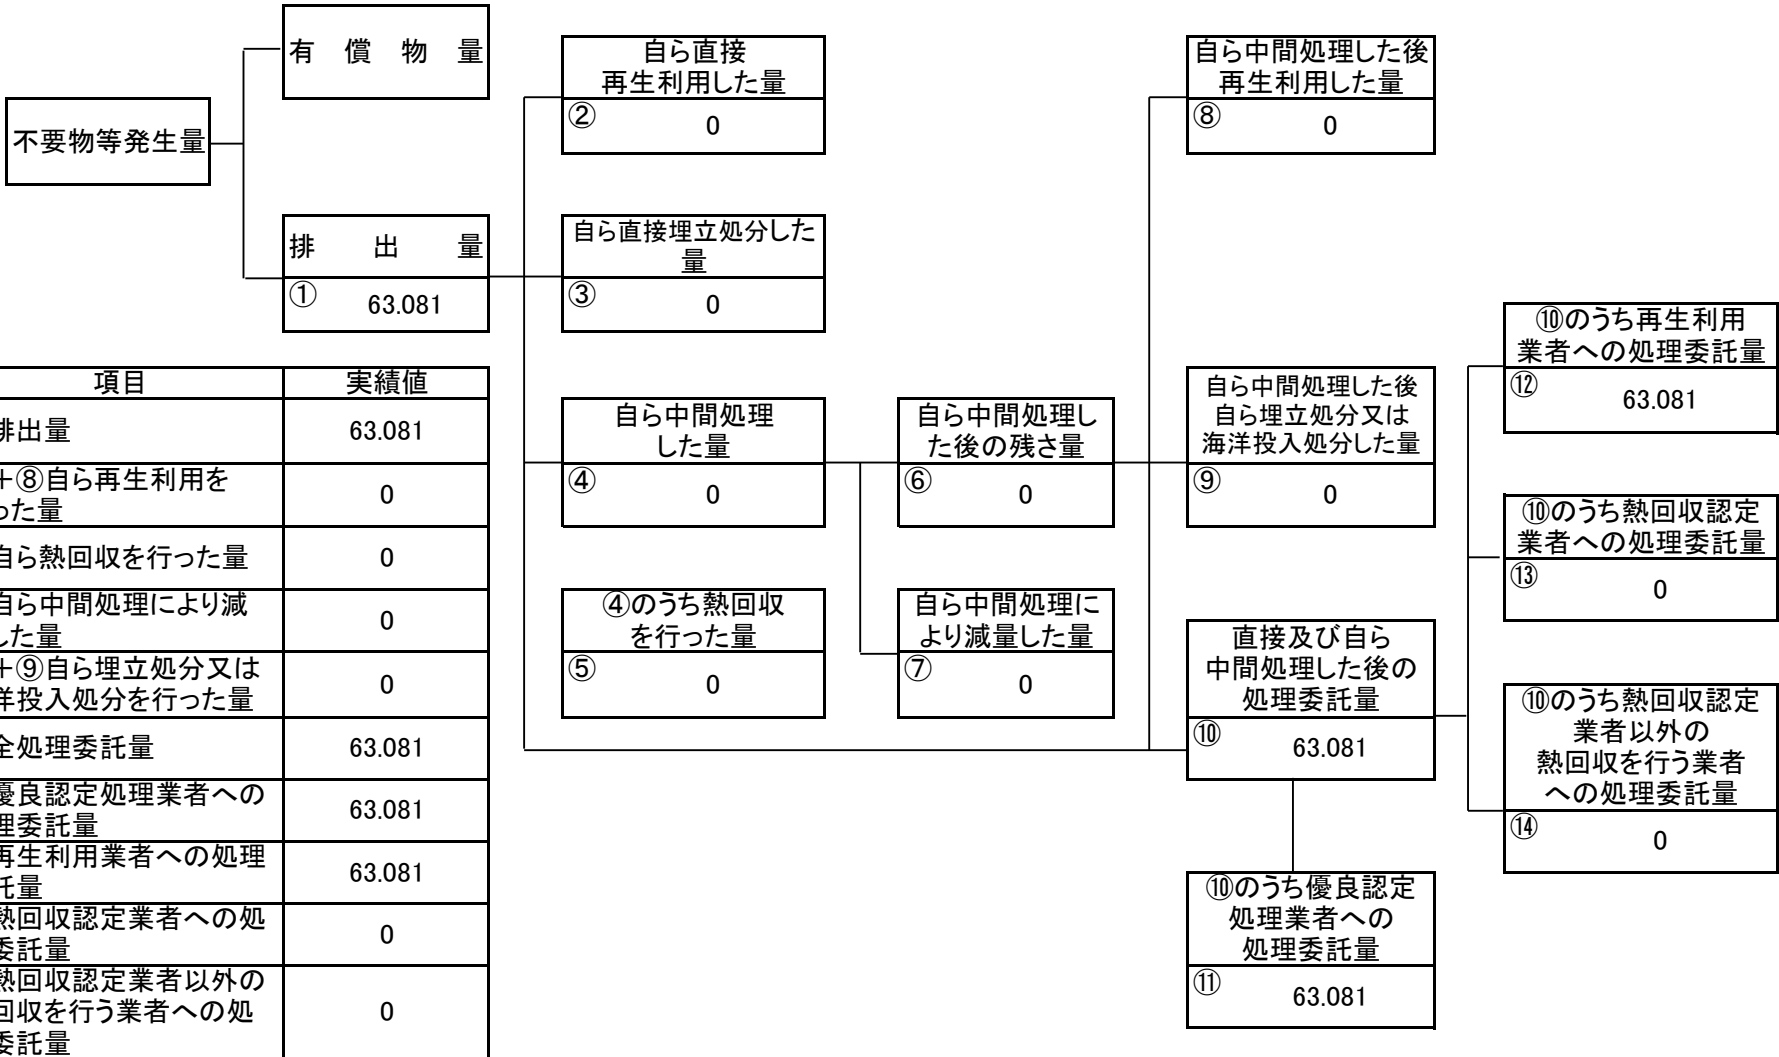 有償物量
不要物等発生量
排出量
① 63.081
自ら直接
再生利用した量
② 0
自ら直接埋立処分した
量
③ 0
自ら中間処理
した量
④ 0
④のうち熱回収
を行った量
⑤ 0
自ら中間処理し
た後の残さ量
⑥ 0
自ら中間処理に
より減量した量
⑦ 0
自ら中間処理した後
再生利用した量
⑧ 0
自ら中間処理した後
自ら埋立処分又は
海洋投入処分した量
⑨ 0
直接及び自ら
中間処理した後の
処理委託量
⑩ 63.081
⑩のうち優良認定
処理業者への
処理委託量
⑪ 63.081
⑩のうち再生利用
業者への処理委託量
⑫ 63.081
⑩のうち熱回収認定
業者への処理委託量
⑬ 0
⑩のうち熱回収認定
業者以外の
熱回収を行う業者
への処理委託量
⑭ 0
項目 実績値
排出量 63.081
+⑧自ら再生利用を
った量 0
自ら熱回収を行った量 0
自ら中間処理により減
した量 0
+⑨自ら埋立処分又は
洋投入処分を行った量 0
全処理委託量 63.081
優良認定処理業者への
理委託量 63.081
再生利用業者への処理
託量 63.081
熱回収認定業者への処
委託量 0
熱回収認定業者以外の
回収を行う業者への処
委託量 0